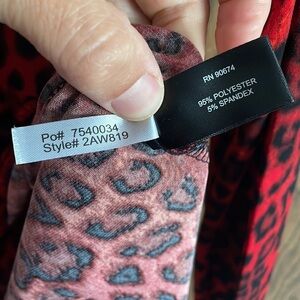 Po# 7540034
Style# 2AW819
RN 90674
95% POLYESTER
5% SPANDEX